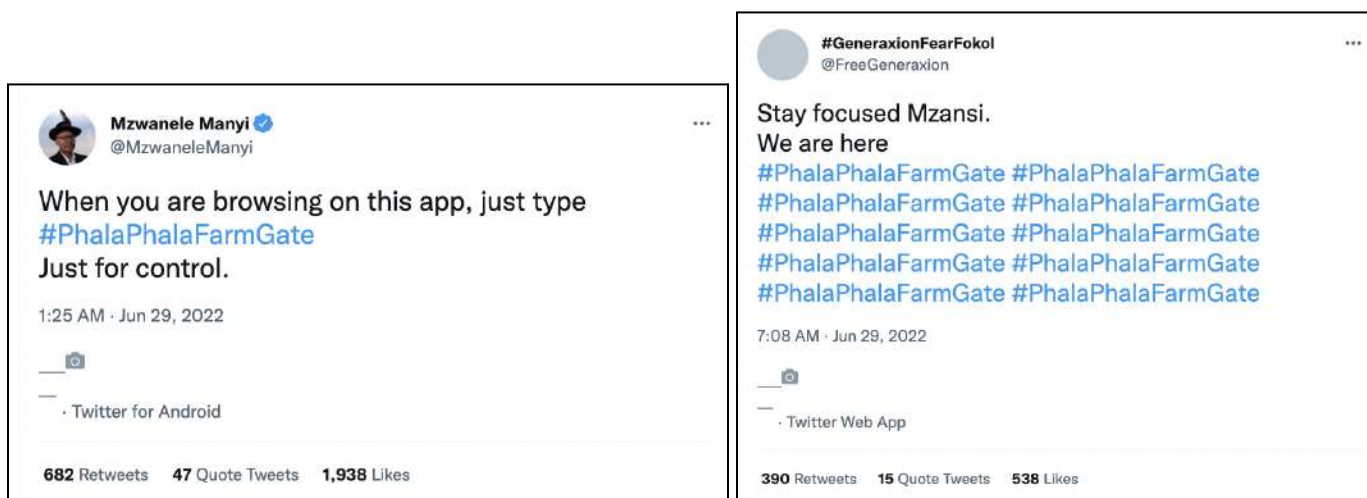 Mzwanele Manyi
@MzwaneleManyi
When you are browsing on this app, just type
#PhalaPhalaFarmGate
Just for control.
1:25 AM · Jun 29, 2022
· Twitter for Android
682 Retweets 47 Quote Tweets 1,938 Likes
#GeneraxionFearFokol
@FreeGeneraxion
Stay focused Mzansi.
We are here
#PhalaPhalaFarmGate #PhalaPhalaFarmGate
#PhalaPhalaFarmGate #PhalaPhalaFarmGate
#PhalaPhalaFarmGate #PhalaPhalaFarmGate
#PhalaPhalaFarmGate #PhalaPhalaFarmGate
#PhalaPhalaFarmGate #PhalaPhalaFarmGate
7:08 AM · Jun 29, 2022
· Twitter Web App
390 Retweets 15 Quote Tweets 538 Likes